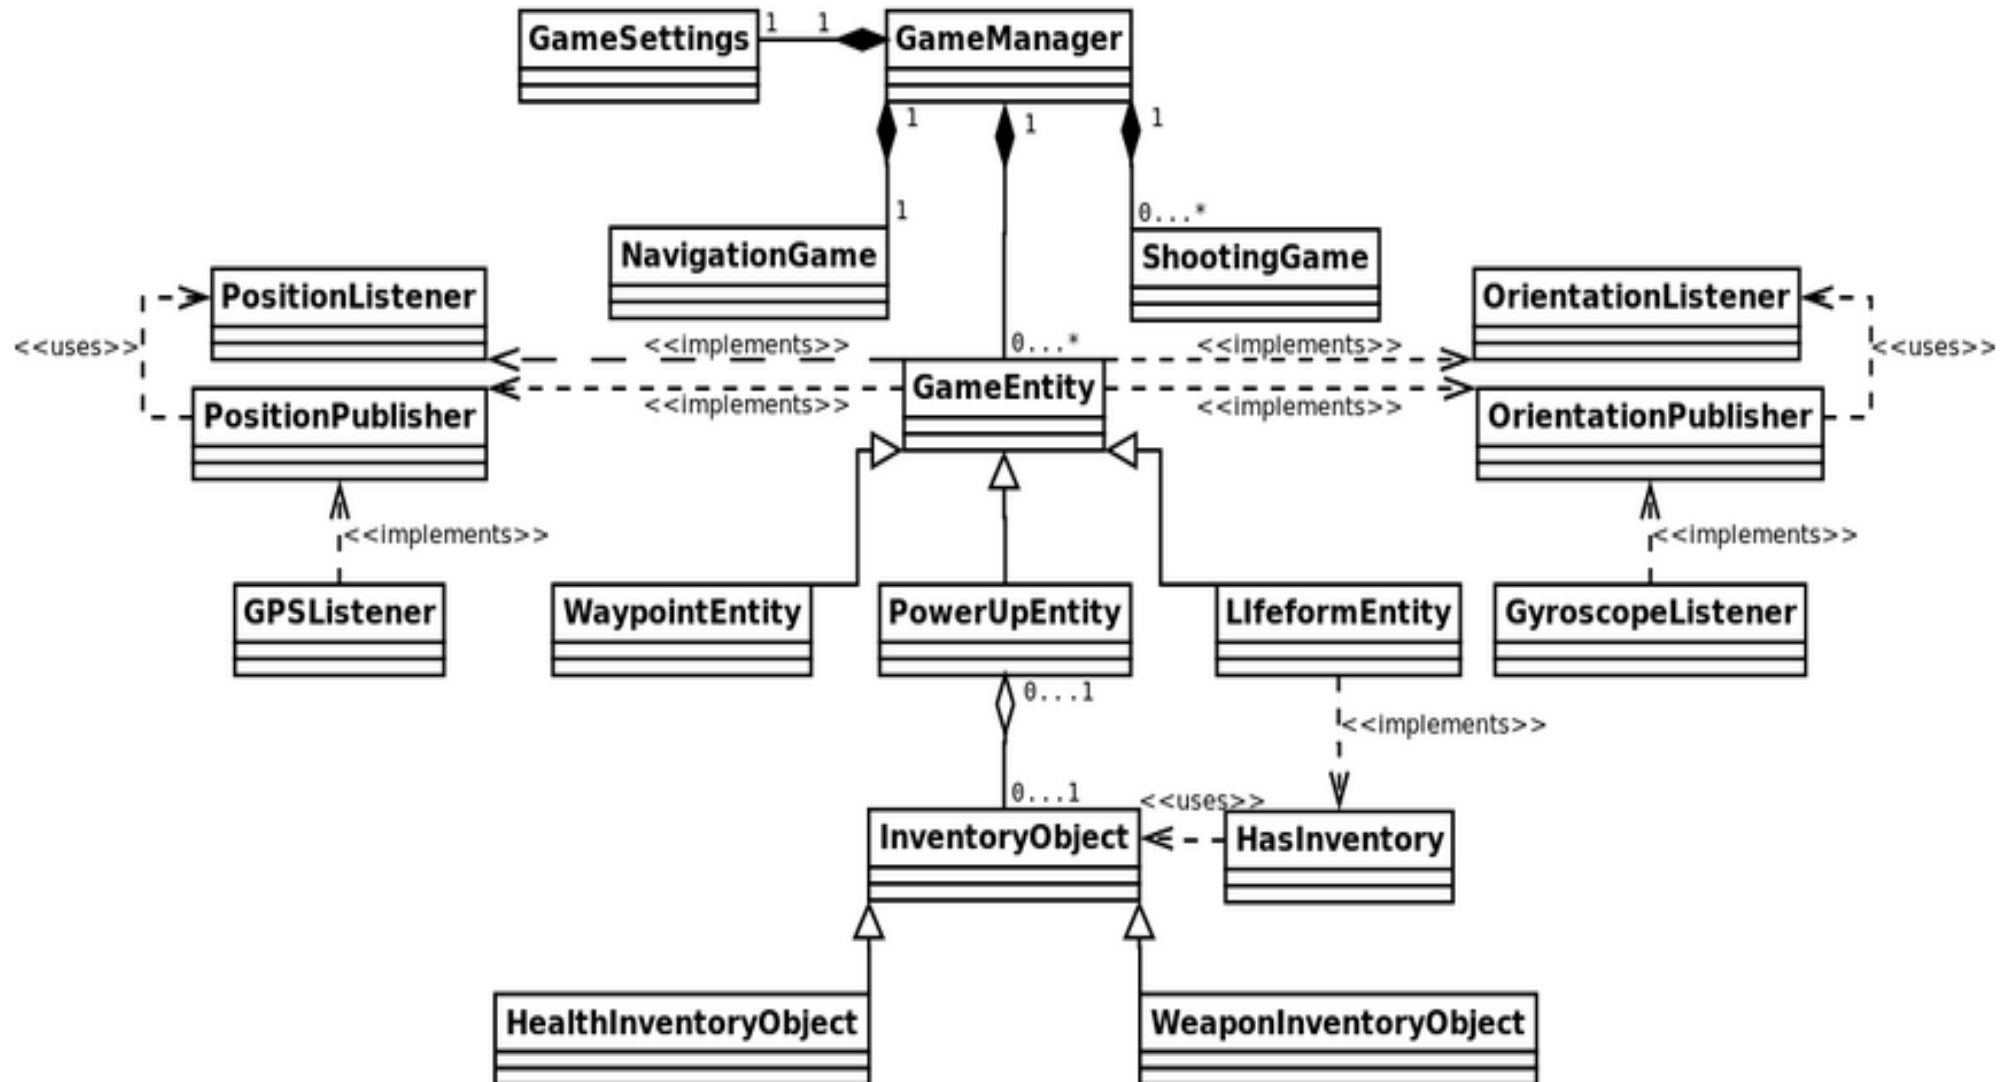 GameSettings
1
1
GameManager
1
1
1
1
0...*
NavigationGame
ShootingGame
PositionListener
OrientationListener
<<uses>>
<<implements>>
0...*
<<implements>>
<<uses>>
GameEntity
PositionPublisher
<<implements>>
<<implements>>
OrientationPublisher
<<implements>>
<<implements>>
GPSListener
WaypointEntity
PowerUpEntity
LIfeformEntity
GyroscopeListener
0...1
<<implements>>
0...1
<<uses>>
InventoryObject
HasInventory
HealthInventoryObject
WeaponInventoryObject